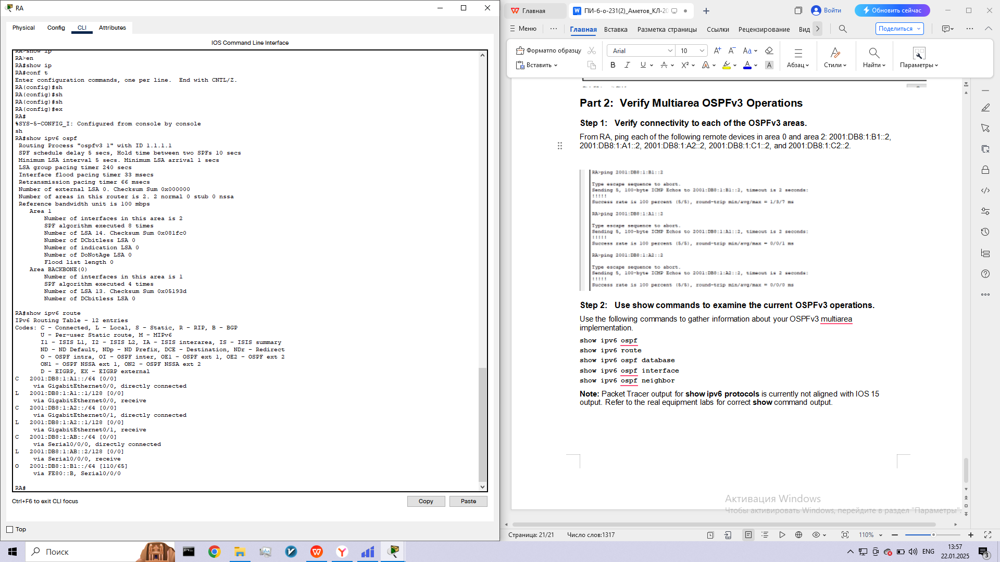 RA
Physical
Config
CLI
Attributes
IOS Command Line Interface
RA>show ip
RA>en
RA#show ip
RA#conf t
Enter configuration commands, one per line.  End with CNTL/Z.
RA(config)#sh
RA(config)#sh
RA(config)#sh
RA(config)#ex
RA#
%SYS-5-CONFIG_I: Configured from console by console
sh
RA#show ipv6 ospf
Routing Process "ospfv3 1" with ID 1.1.1.1
SPF schedule delay 5 secs, Hold time between two SPFs 10 secs
Minimum LSA interval 5 secs. Minimum LSA arrival 1 secs
LSA group pacing timer 240 secs
Interface flood pacing timer 33 msecs
Retransmission pacing timer 66 msecs
Number of external LSA 0. Checksum Sum 0x000000
Number of areas in this router is 2. 2 normal 0 stub 0 nssa
Reference bandwidth unit is 100 mbps
Area 1
Number of interfaces in this area is 2
SPF algorithm executed 8 times
Number of LSA 14. Checksum Sum 0x081fc0
Number of DCbitless LSA 0
Number of indication LSA 0
Number of DoNotAge LSA 0
Flood list length 0
Area BACKBONE(0)
Number of interfaces in this area is 1
SPF algorithm executed 4 times
Number of LSA 13. Checksum Sum 0x05193d
Number of DCbitless LSA 0
RA#show ipv6 route
IPv6 Routing Table - 12 entries
Codes: C - Connected, L - Local, S - Static, R - RIP, B - BGP
U - Per-user Static route, M - MIPv6
I1 - ISIS L1, I2 - ISIS L2, IA - ISIS interarea, IS - ISIS summary
ND - ND Default, NDp - ND Prefix, DCE - Destination, NDr - Redirect
O - OSPF intra, OI - OSPF inter, OE1 - OSPF ext 1, OE2 - OSPF ext 2
ON1 - OSPF NSSA ext 1, ON2 - OSPF NSSA ext 2
D - EIGRP, EX - EIGRP external
C   2001:DB8:1:A1::/64 [0/0]
via GigabitEthernet0/0, directly connected
L   2001:DB8:1:A1::1/128 [0/0]
via GigabitEthernet0/0, receive
C   2001:DB8:1:A2::/64 [0/0]
via GigabitEthernet0/1, directly connected
L   2001:DB8:1:A2::1/128 [0/0]
via GigabitEthernet0/1, receive
C   2001:DB8:1:AB::/64 [0/0]
via Serial0/0/0, directly connected
L   2001:DB8:1:AB::2/128 [0/0]
via Serial0/0/0, receive
O   2001:DB8:1:B1::/64 [110/65]
via FE80::B, Serial0/0/0
RA#
Ctrl+F6 to exit CLI focus
Copy
Paste
Top
Главная
ПИ-б-о-231(2)_Аметов_КЛ-20
Войти
Обновить сейчас
Меню
Главная
Вставка
Разметка страницы
Ссылки
Рецензирование
Вид
Поделиться
Формат по образцу
Вставить
Arial
10
Абзац
Стили
Найти
Параметры
Part 2:  Verify Multiarea OSPFv3 Operations
Step 1:   Verify connectivity to each of the OSPFv3 areas.
From RA, ping each of the following remote devices in area 0 and area 2: 2001:DB8:1:B1::2,
2001:DB8:1:A1::2, 2001:DB8:1:A2::2, 2001:DB8:1:C1::2, and 2001:DB8:1:C2::2.
RA>ping 2001:DB8:1:B1::2
Type escape sequence to abort.
Sending 5, 100-byte ICMP Echos to 2001:DB8:1:B1::2, timeout is 2 seconds:
!!!!!
Success rate is 100 percent (5/5), round-trip min/avg/max = 1/3/7 ms
RA>ping 2001:DB8:1:A1::2
Type escape sequence to abort.
Sending 5, 100-byte ICMP Echos to 2001:DB8:1:A1::2, timeout is 2 seconds:
!!!!!
Success rate is 100 percent (5/5), round-trip min/avg/max = 0/0/1 ms
RA>ping 2001:DB8:1:A2::2
Type escape sequence to abort.
Sending 5, 100-byte ICMP Echos to 2001:DB8:1:A2::2, timeout is 2 seconds:
!!!!!
Success rate is 100 percent (5/5), round-trip min/avg/max = 0/0/0 ms
Step 2:   Use show commands to examine the current OSPFv3 operations.
Use the following commands to gather information about your OSPFv3 multiarea
implementation.
show ipv6 ospf
show ipv6 route
show ipv6 ospf database
show ipv6 ospf interface
show ipv6 ospf neighbor
Note: Packet Tracer output for show ipv6 protocols is currently not aligned with IOS 15
output. Refer to the real equipment labs for correct show command output.
Активация Windows
Чтобы активировать Windows, перейдите в раздел "Параметры".
Страница: 21/21
Число слов:1317
110%
Поиск
ENG
13:57
22.01.2025
3